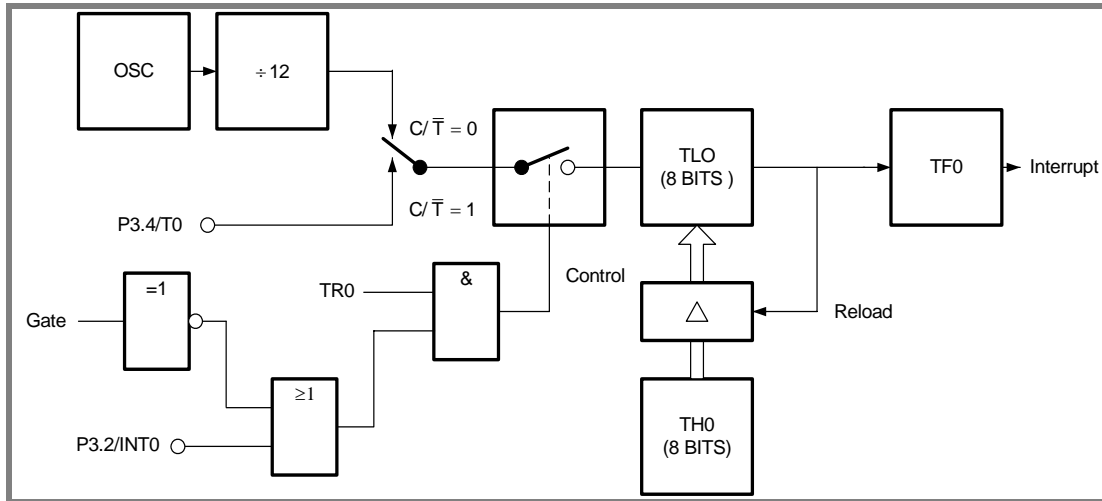 OSC
÷12
C/T̅ = 0
TLO
(8 BITS )
TF0
Interrupt
C/T̅ = 1
P3.4/T0
Control
=1
TR0
&
Gate
△
Reload
≥1
P3.2/INT0
TH0
(8 BITS)